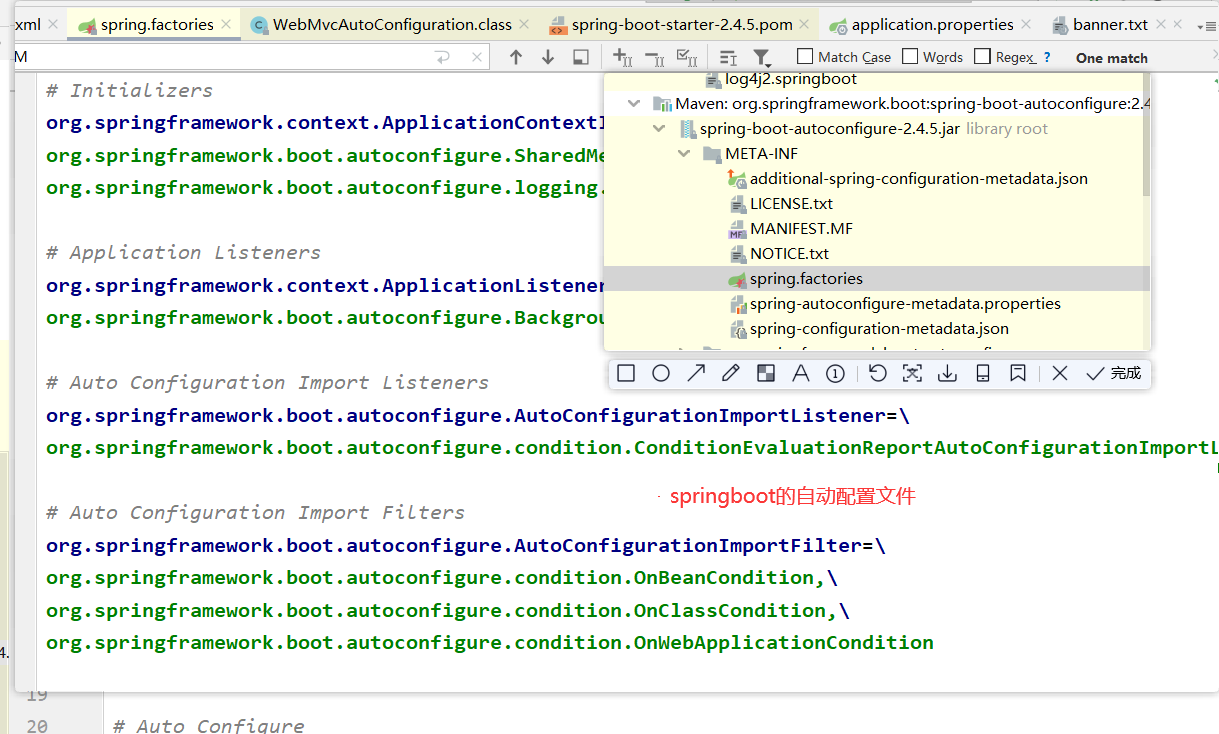 xml
spring.factories
WebMvcAutoConfiguration.class
spring-boot-starter-2.4.5.pom
application.properties
banner.txt
M
Match Case
Words
Regex
?
One match
# Initializers
org.springframework.context.ApplicationContextI
org.springframework.boot.autoconfigure.SharedMe
org.springframework.boot.autoconfigure.logging.
# Application Listeners
org.springframework.context.ApplicationListener
org.springframework.boot.autoconfigure.Backgrou
log4j2.springboot
Maven: org.springframework.boot:spring-boot-autoconfigure:2.4
spring-boot-autoconfigure-2.4.5.jar library root
META-INF
additional-spring-configuration-metadata.json
LICENSE.txt
MANIFEST.MF
NOTICE.txt
spring.factories
spring-autoconfigure-metadata.properties
spring-configuration-metadata.json
完成
# Auto Configuration Import Listeners
org.springframework.boot.autoconfigure.AutoConfigurationImportListener=\
org.springframework.boot.autoconfigure.condition.ConditionEvaluationReportAutoConfigurationImportL
springboot的自动配置文件
# Auto Configuration Import Filters
org.springframework.boot.autoconfigure.AutoConfigurationImportFilter=\
org.springframework.boot.autoconfigure.condition.OnBeanCondition,\
org.springframework.boot.autoconfigure.condition.OnClassCondition,\
org.springframework.boot.autoconfigure.condition.OnWebApplicationCondition
4.
19
20 # Auto Configure